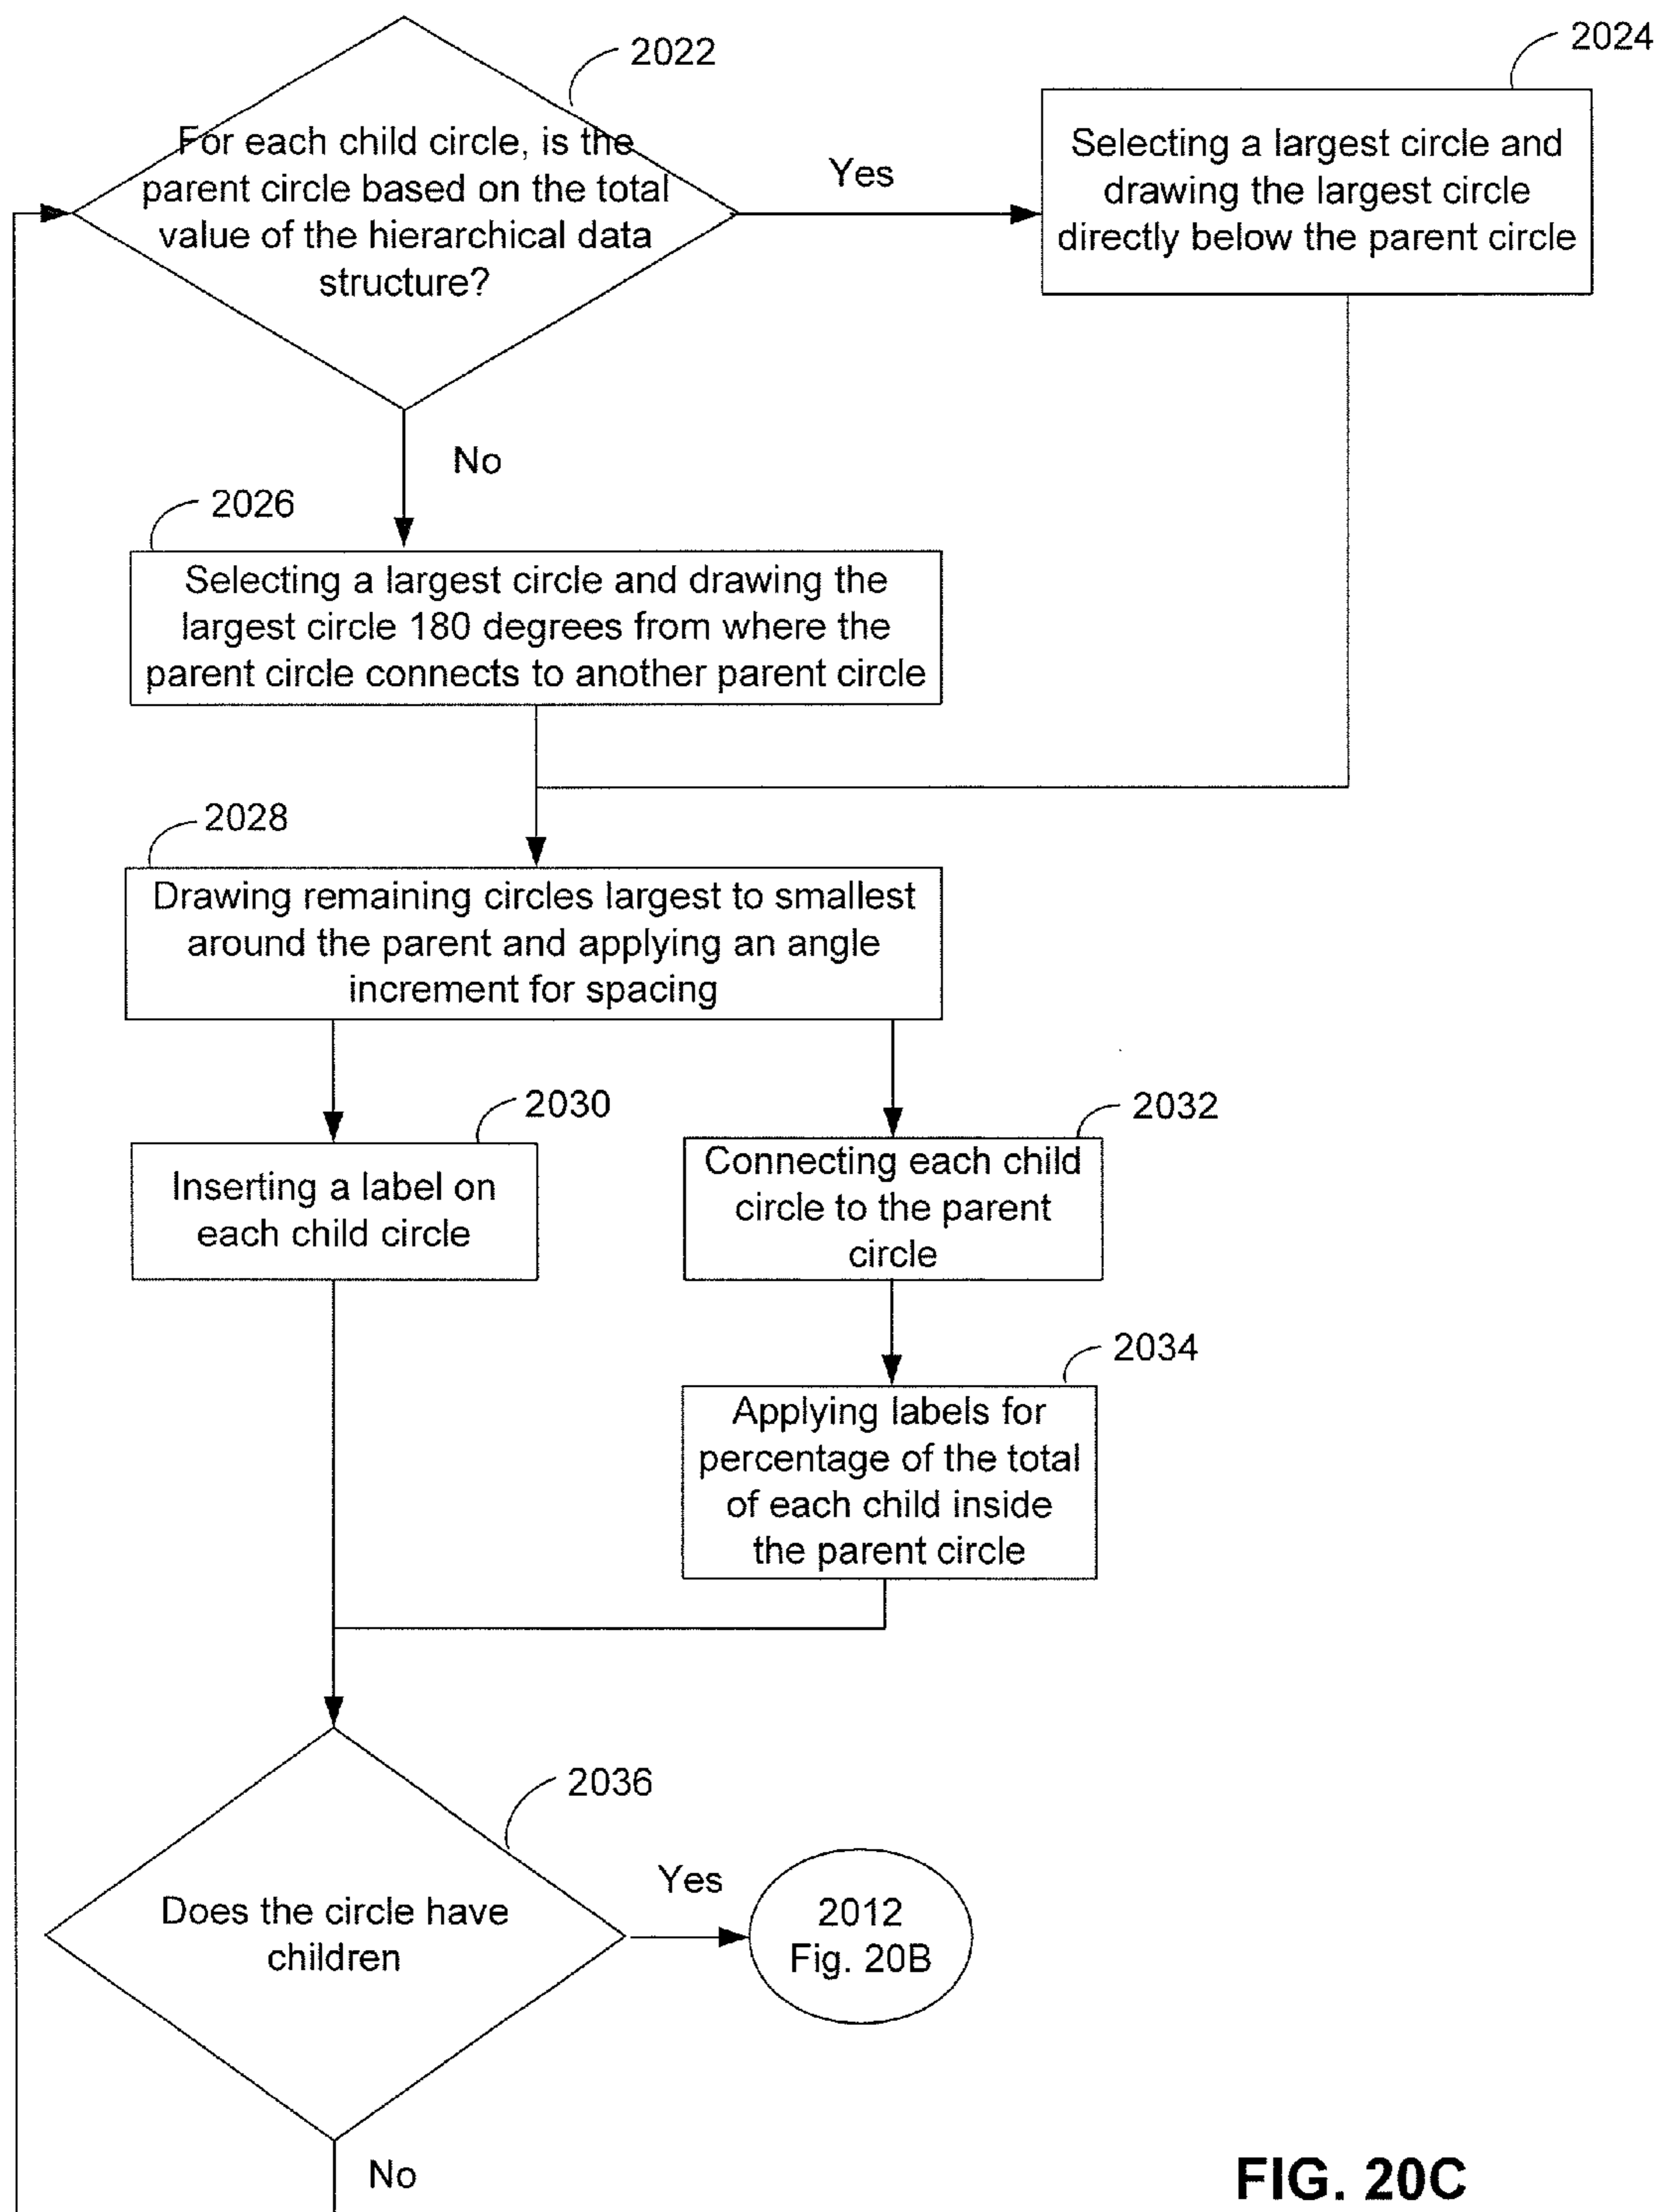 2022
For each child circle, is the
parent circle based on the total
value of the hierarchical data
structure?
Yes
2024
Selecting a largest circle and
drawing the largest circle
directly below the parent circle
No
2026
Selecting a largest circle and drawing the
largest circle 180 degrees from where the
parent circle connects to another parent circle
2028
Drawing remaining circles largest to smallest
around the parent and applying an angle
increment for spacing
2030
Inserting a label on
each child circle
2032
Connecting each child
circle to the parent
circle
2034
Applying labels for
percentage of the total
of each child inside
the parent circle
2036
Does the circle have
children
Yes
2012
Fig. 20B
No
FIG. 20C